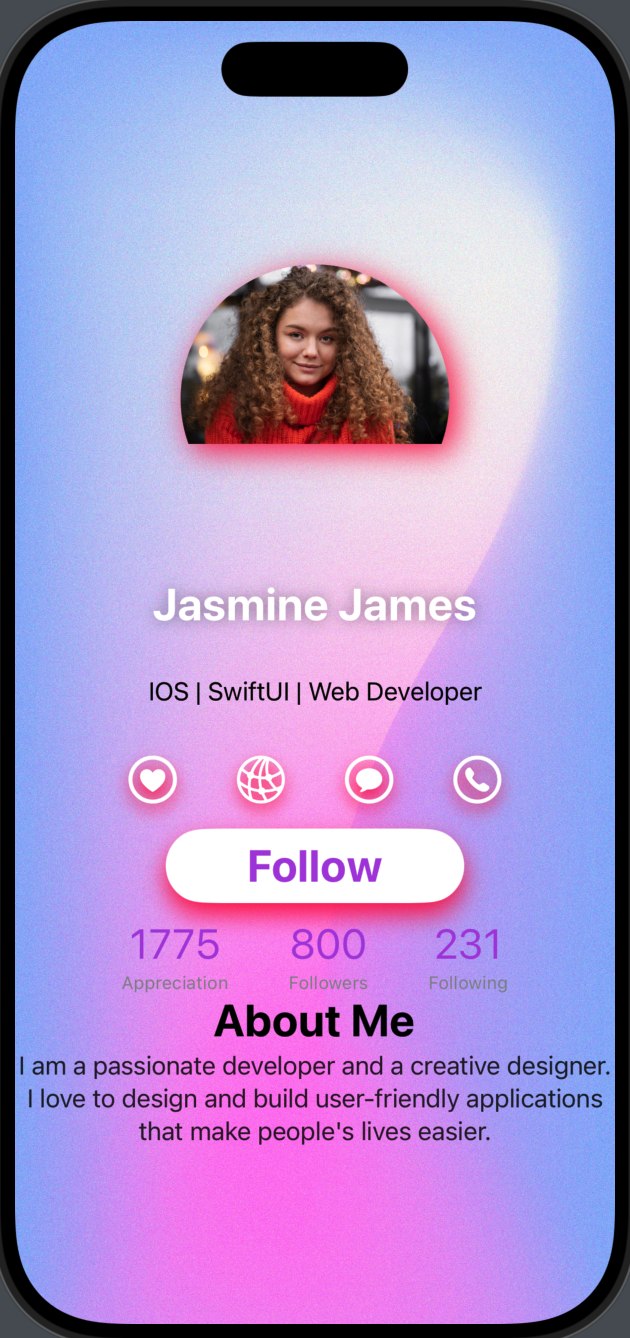 Jasmine James
IOS | SwiftUI | Web Developer
Follow
1775 800 231
Appreciation Followers Following
About Me
I am a passionate developer and a creative designer.
I love to design and build user-friendly applications
that make people's lives easier.